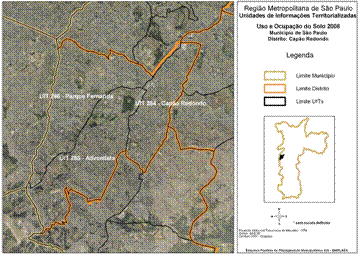 Região Metropolitana de São Paulo
Unidades de Informações Territorializadas
Uso e Ocupação do Solo 2008
Município de São Paulo
Distrito: Capão Redondo
Legenda
Limite Município
Limite Distrito
Limite UITs
UIT 286 - Parque Fernanda
UIT 284 - Capão Redondo
UIT 285 - Adventista